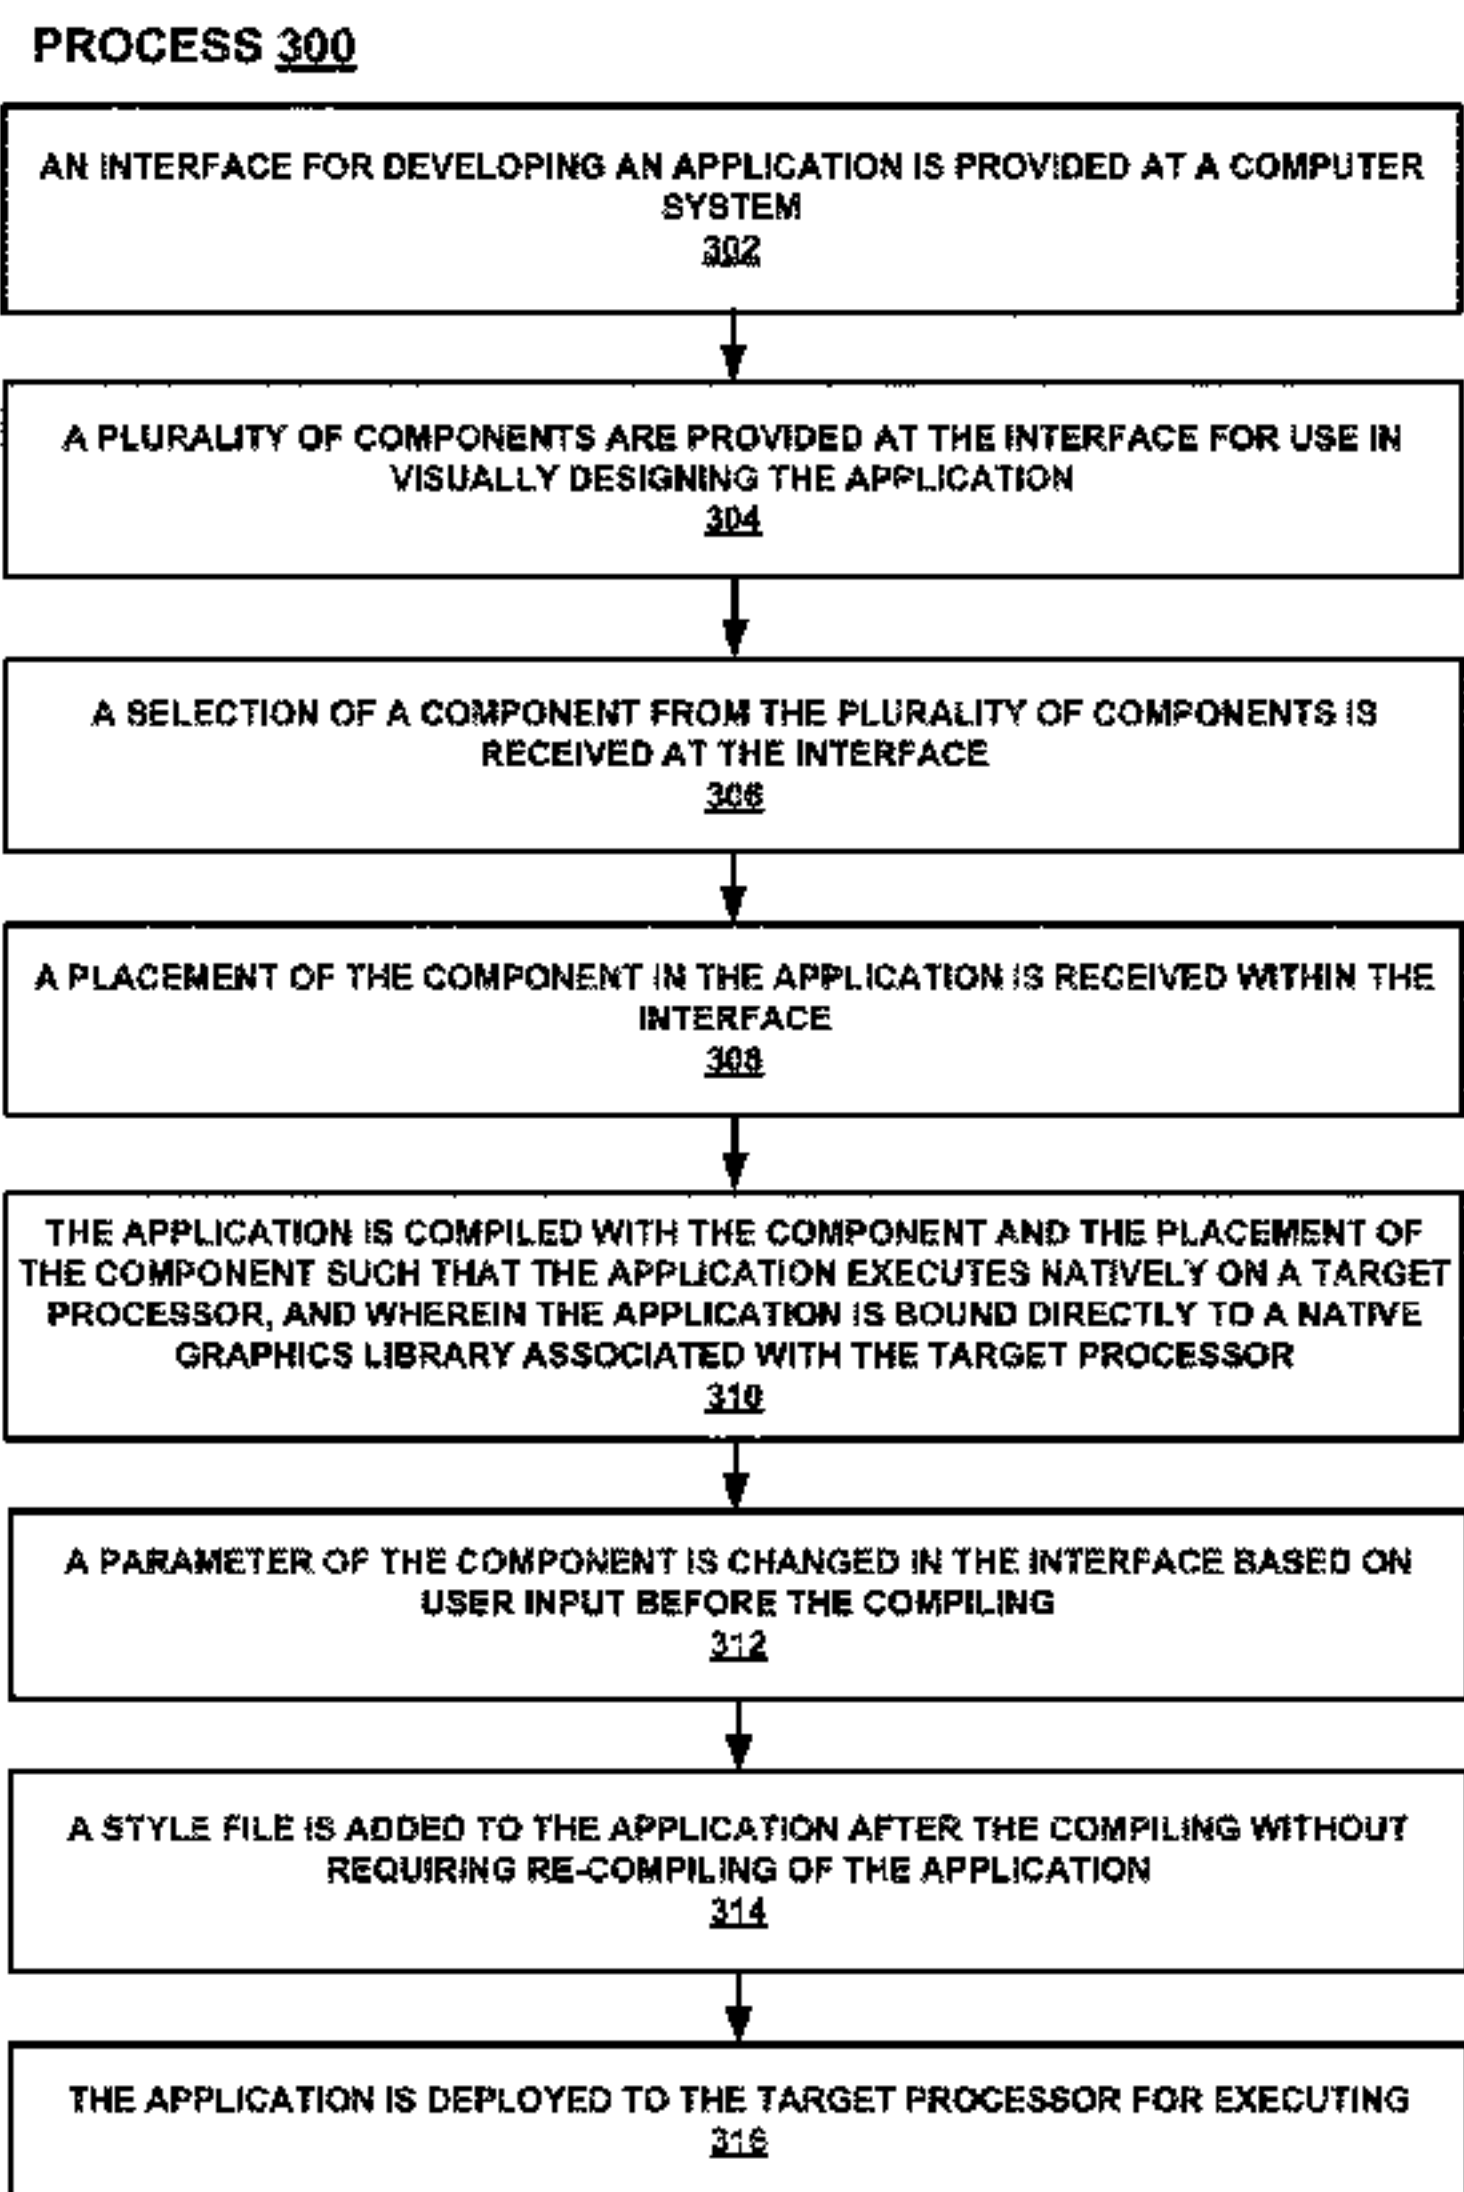 PROCESS 300
AN INTERFACE FOR DEVELOPING AN APPLICATION IS PROVIDED AT A COMPUTER
SYSTEM
302
A PLURALITY OF COMPONENTS ARE PROVIDED AT THE INTERFACE FOR USE IN
VISUALLY DESIGNING THE APPLICATION
304
A SELECTION OF A COMPONENT FROM THE PLURALITY OF COMPONENTS IS
RECEIVED AT THE INTERFACE
306
A PLACEMENT OF THE COMPONENT IN THE APPLICATION IS RECEIVED WITHIN THE
INTERFACE
308
THE APPLICATION IS COMPILED WITH THE COMPONENT AND THE PLACEMENT OF
THE COMPONENT SUCH THAT THE APPLICATION EXECUTES NATIVELY ON A TARGET
PROCESSOR, AND WHEREIN THE APPLICATION IS BOUND DIRECTLY TO A NATIVE
GRAPHICS LIBRARY ASSOCIATED WITH THE TARGET PROCESSOR
310
A PARAMETER OF THE COMPONENT IS CHANGED IN THE INTERFACE BASED ON
USER INPUT BEFORE THE COMPILING
312
A STYLE FILE IS ADDED TO THE APPLICATION AFTER THE COMPILING WITHOUT
REQUIRING RE-COMPILING OF THE APPLICATION
314
THE APPLICATION IS DEPLOYED TO THE TARGET PROCESSOR FOR EXECUTING
316